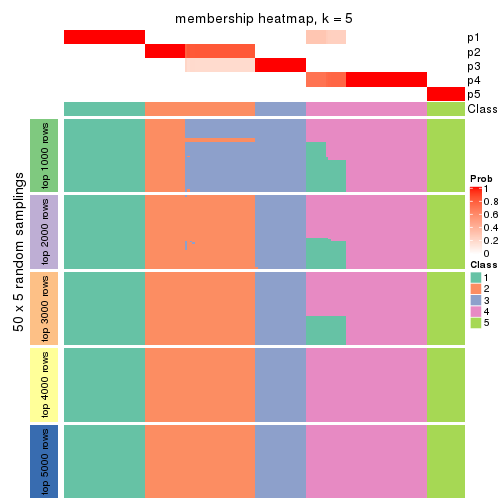 membership heatmap, k = 5
p1
p2
p3
p4
p5
Class
50 x 5 random samplings
top 1000 rows
top 2000 rows
top 3000 rows
top 4000 rows
top 5000 rows
Prob
1
0.8
0.6
0.4
0.2
0
Class
1
2
3
4
5